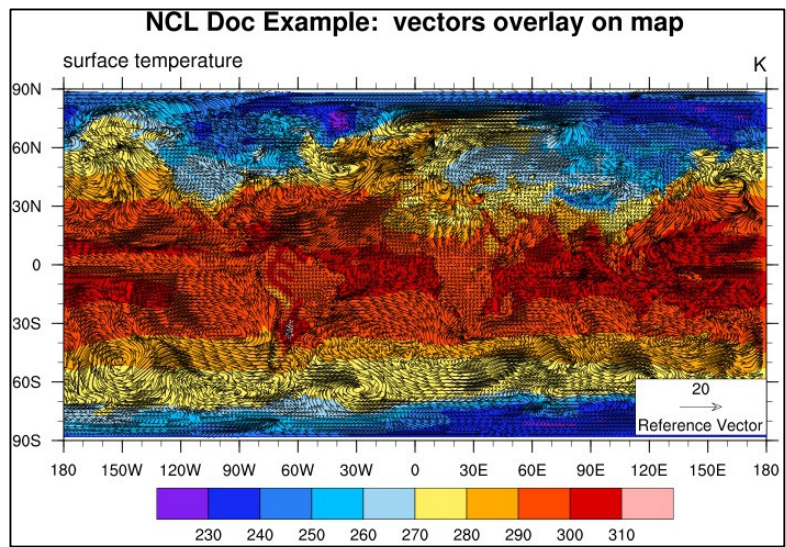 NCL Doc Example: vectors overlay on map
surface temperature K
90N
60N
30N
0
30S
60S
90S
20
Reference Vector
180 150W 120W 90W 60W 30W 0 30E 60E 90E 120E 150E 180
230 240 250 260 270 280 290 300 310